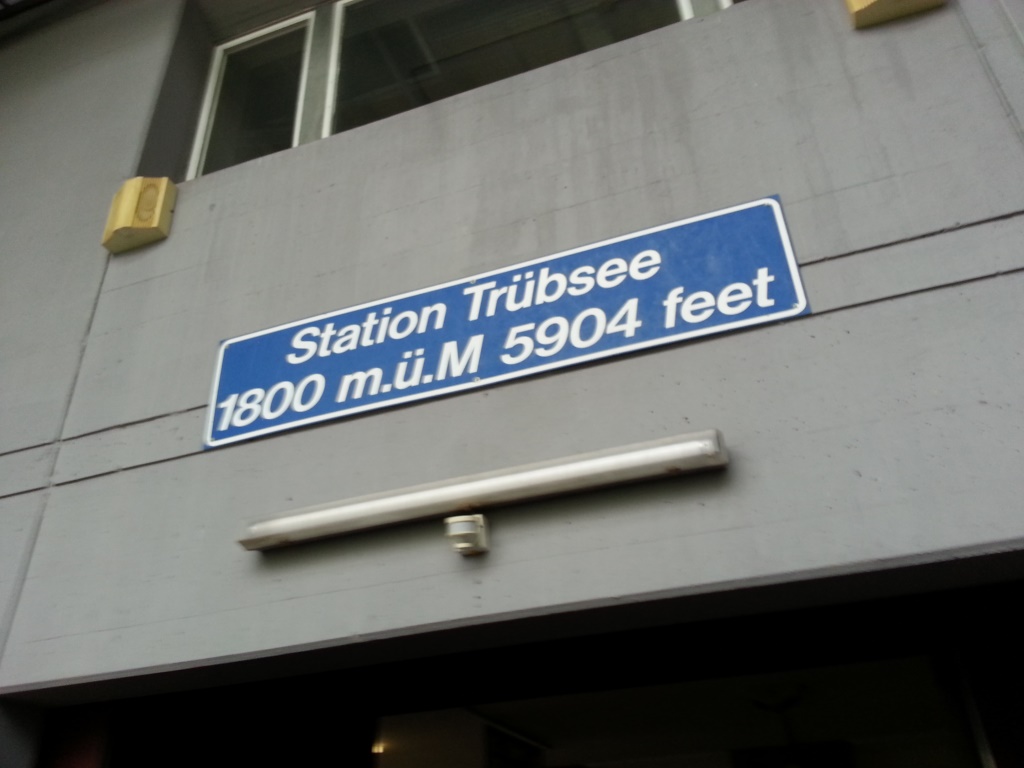 Station Trübsee
1800 m.ü.M 5904 feet